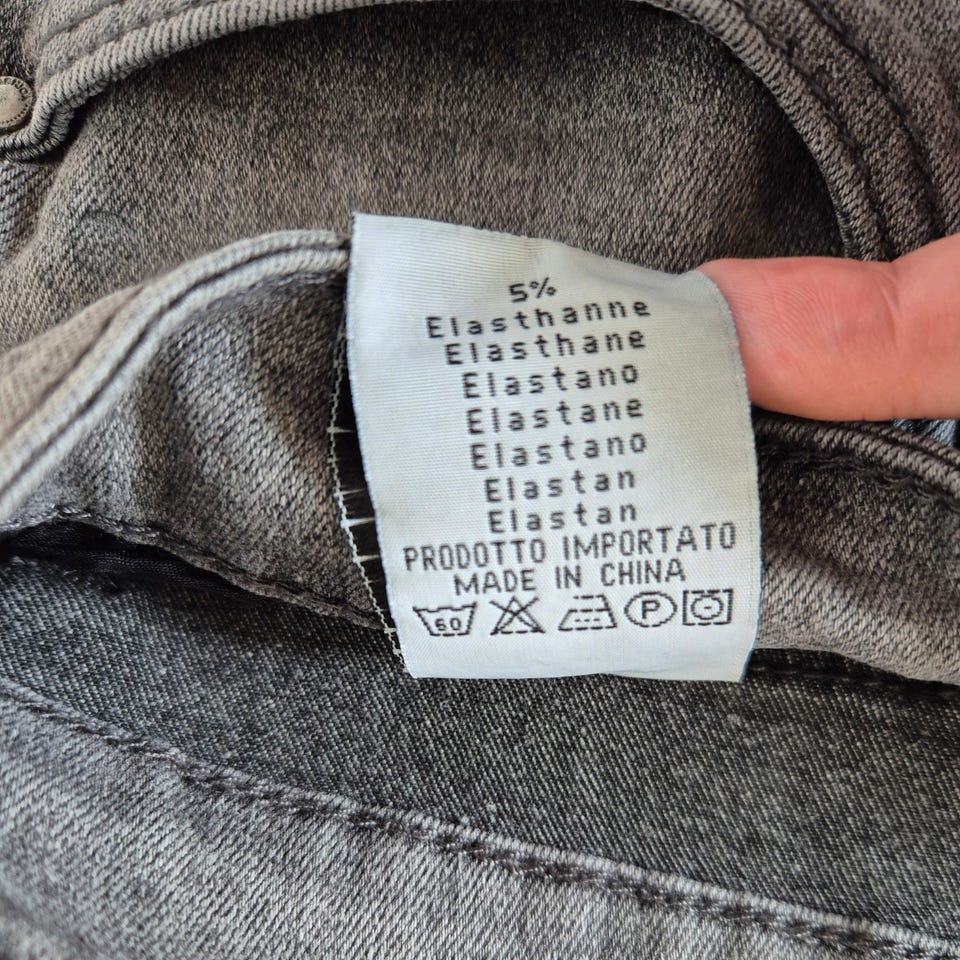 5%
Elasthanne
Elasthane
Elastano
Elastane
Elastano
Elastan
Elastan
PRODOTTO IMPORTATO
MADE IN CHINA
60 P